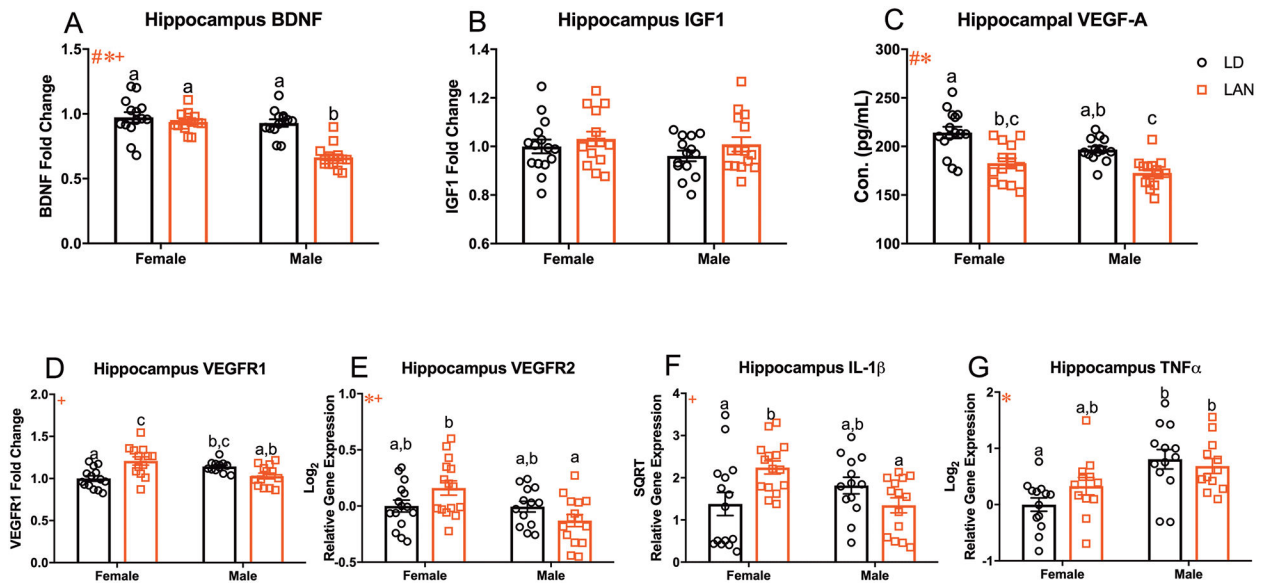 A
Hippocampus BDNF
BDNF Fold Change
1.5
1.0
0.5
0.0
#*+
a
a
a
b
Female
Male
B
Hippocampus IGF1
IGF1 Fold Change
1.4
1.2
1.0
0.8
0.6
Female
Male
C
Hippocampal VEGF-A
Con. (pg/mL)
300
250
200
150
100
#*
a
b,c
a,b
c
Female
Male
LD
LAN
D
Hippocampus VEGFR1
VEGFR1 Fold Change
2.0
1.5
1.0
0.5
0.0
+
a
c
b,c
a,b
Female
Male
E
Hippocampus VEGFR2
Log2
Relative Gene Expression
1.0
0.5
0.0
-0.5
*+
a,b
b
a,b
a
Female
Male
F
Hippocampus IL-1β
SQRT
Relative Gene Expression
4
3
2
1
0
+
a
b
a,b
a
Female
Male
G
Hippocampus TNFα
Log2
Relative Gene Expression
2
1
0
-1
*
a
a,b
b
b
Female
Male